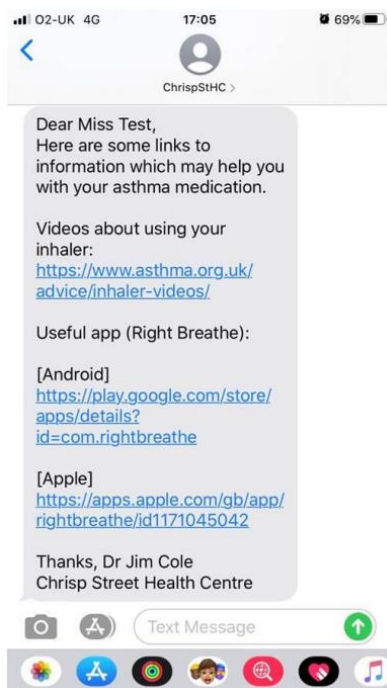 O2-UK 4G 17:05 69%
ChrispStHC >
Dear Miss Test,
Here are some links to
information which may help you
with your asthma medication.
Videos about using your
inhaler:
https://www.asthma.org.uk/
advice/inhaler-videos/
Useful app (Right Breathe):
[Android]
https://play.google.com/store/
apps/details?
id=com.rightbreathe
[Apple]
https://apps.apple.com/gb/app/
rightbreathe/id1171045042
Thanks, Dr Jim Cole
Chrisp Street Health Centre
Text Message